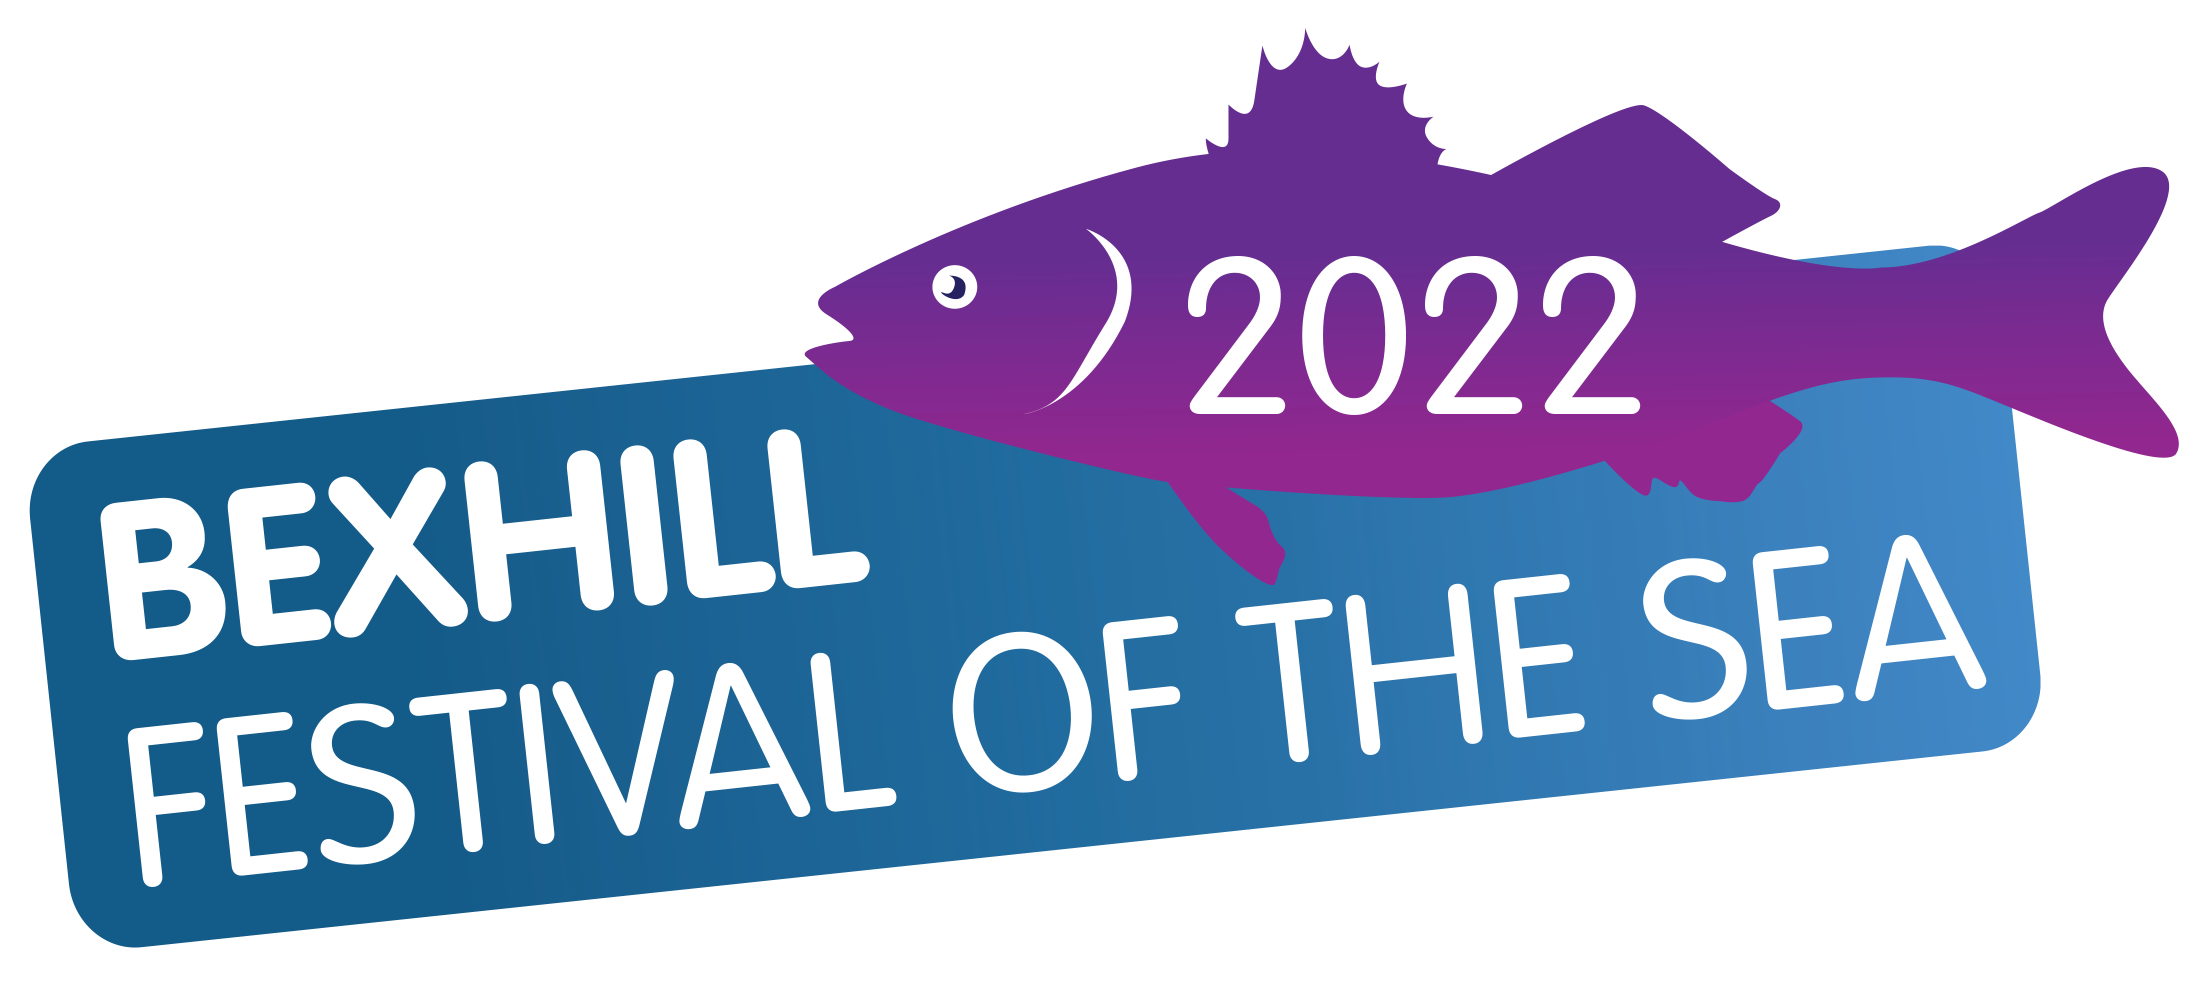 2022
BEXHILL
FESTIVAL OF THE SEA